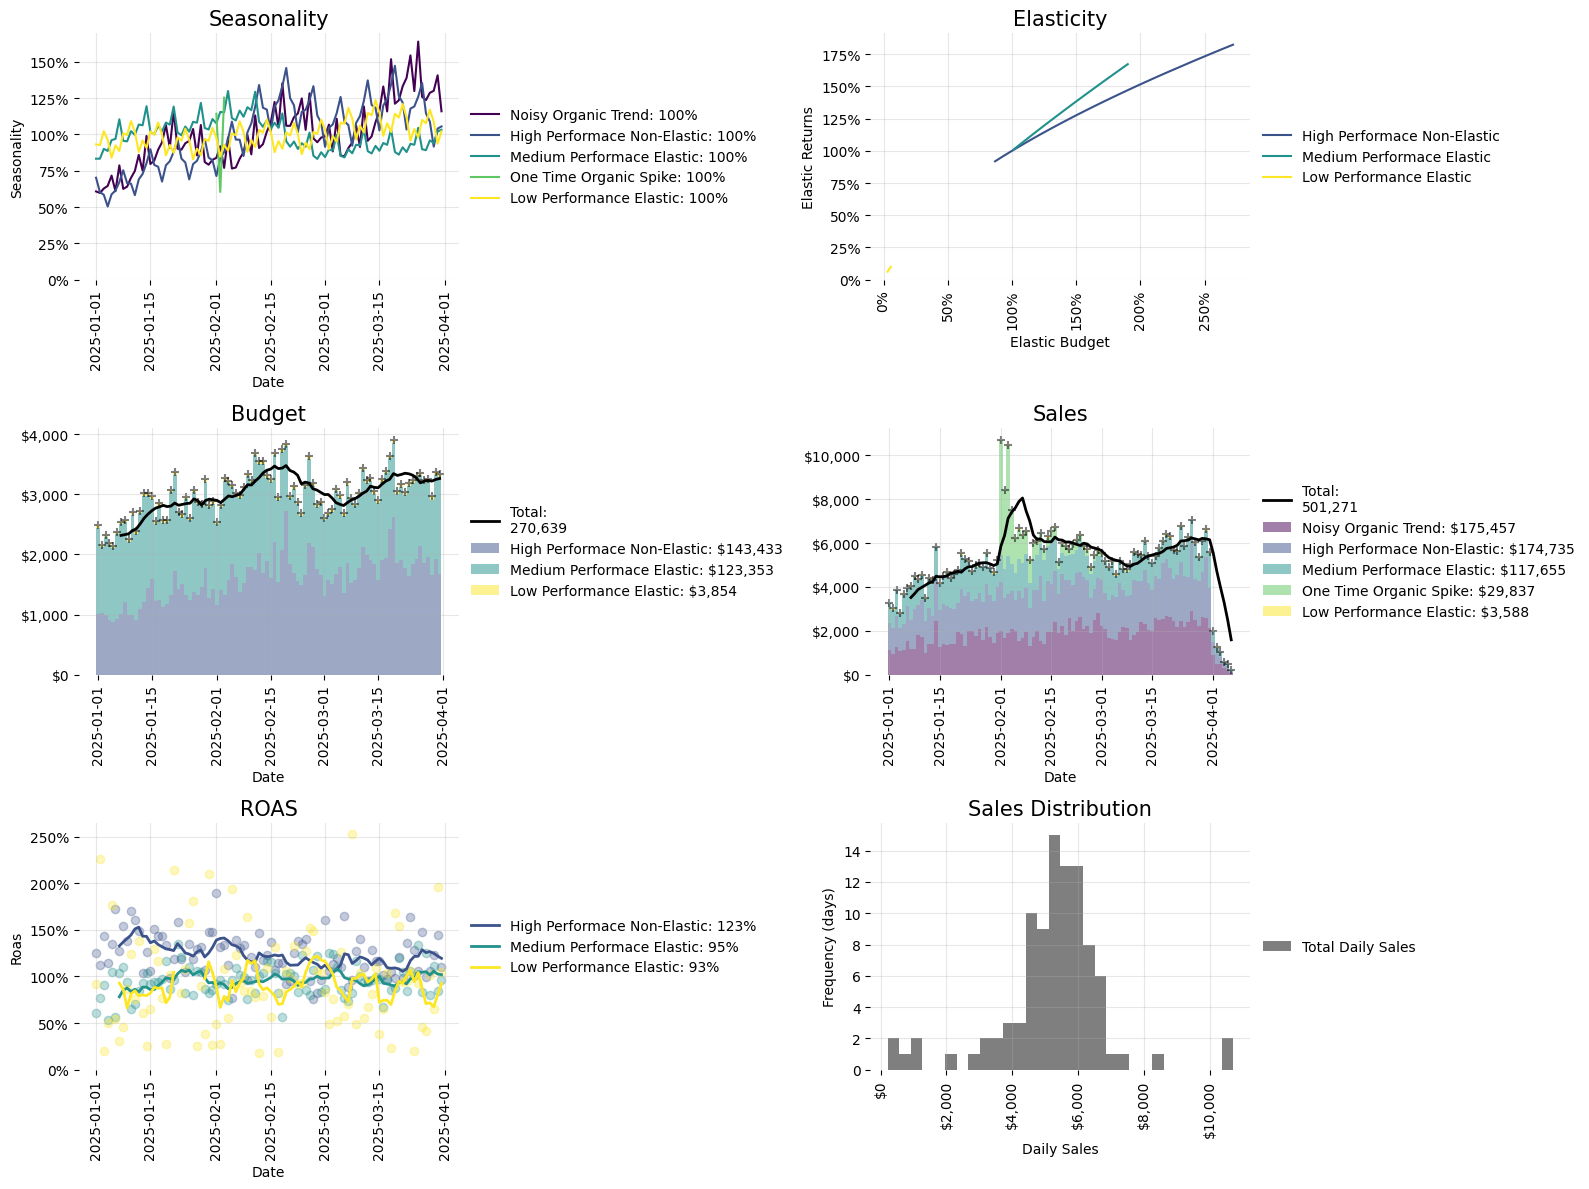 Seasonality
150%
125%
100%
75%
50%
25%
0%
Seasonality
2025-01-01
2025-01-15
2025-02-01
2025-02-15
2025-03-01
2025-03-15
2025-04-01
Date
Noisy Organic Trend: 100%
High Performace Non-Elastic: 100%
Medium Performace Elastic: 100%
One Time Organic Spike: 100%
Low Performance Elastic: 100%
Elasticity
175%
150%
125%
100%
75%
50%
25%
0%
Elastic Returns
0%
50%
100%
150%
200%
250%
Elastic Budget
High Performace Non-Elastic
Medium Performace Elastic
Low Performance Elastic
Budget
$4,000
$3,000
$2,000
$1,000
$0
2025-01-01
2025-01-15
2025-02-01
2025-02-15
2025-03-01
2025-03-15
2025-04-01
Date
Total:
270,639
High Performace Non-Elastic: $143,433
Medium Performace Elastic: $123,353
Low Performance Elastic: $3,854
Sales
$10,000
$8,000
$6,000
$4,000
$2,000
$0
2025-01-01
2025-01-15
2025-02-01
2025-02-15
2025-03-01
2025-03-15
2025-04-01
Date
Total:
501,271
Noisy Organic Trend: $175,457
High Performace Non-Elastic: $174,735
Medium Performace Elastic: $117,655
One Time Organic Spike: $29,837
Low Performance Elastic: $3,588
ROAS
250%
200%
150%
100%
50%
0%
Roas
2025-01-01
2025-01-15
2025-02-01
2025-02-15
2025-03-01
2025-03-15
2025-04-01
Date
High Performace Non-Elastic: 123%
Medium Performace Elastic: 95%
Low Performance Elastic: 93%
Sales Distribution
14
12
10
8
6
4
2
0
Frequency (days)
$0
$2,000
$4,000
$6,000
$8,000
$10,000
Daily Sales
Total Daily Sales